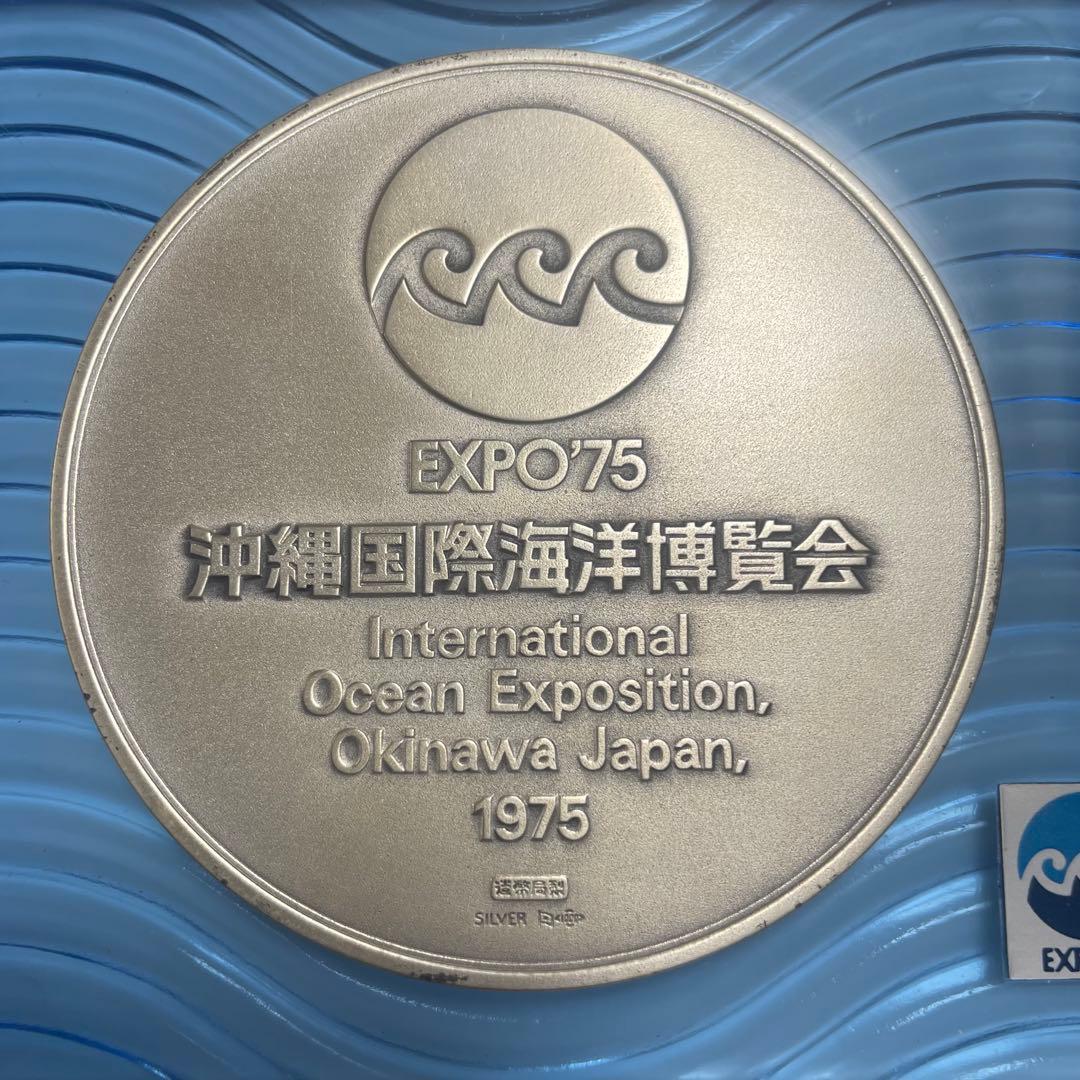 EXPO'75
沖縄国際海洋博覧会
International
Ocean Exposition,
Okinawa Japan,
1975
造幣局製
SILVER
EXP